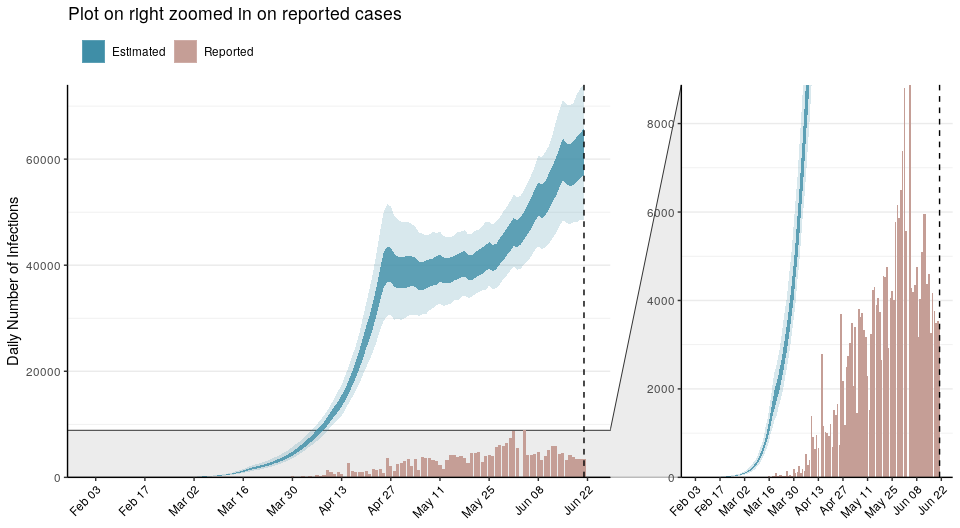 Plot on right zoomed in on reported cases
Estimated Reported
Daily Number of Infections
60000
40000
20000
0
Feb 03 Feb 17 Mar 02 Mar 16 Mar 30 Apr 13 Apr 27 May 11 May 25 Jun 08 Jun 22
8000
6000
4000
2000
0
Feb 03 Feb 17 Mar 02 Mar 16 Mar 30 Apr 13 Apr 27 May 11 May 25 Jun 08 Jun 22